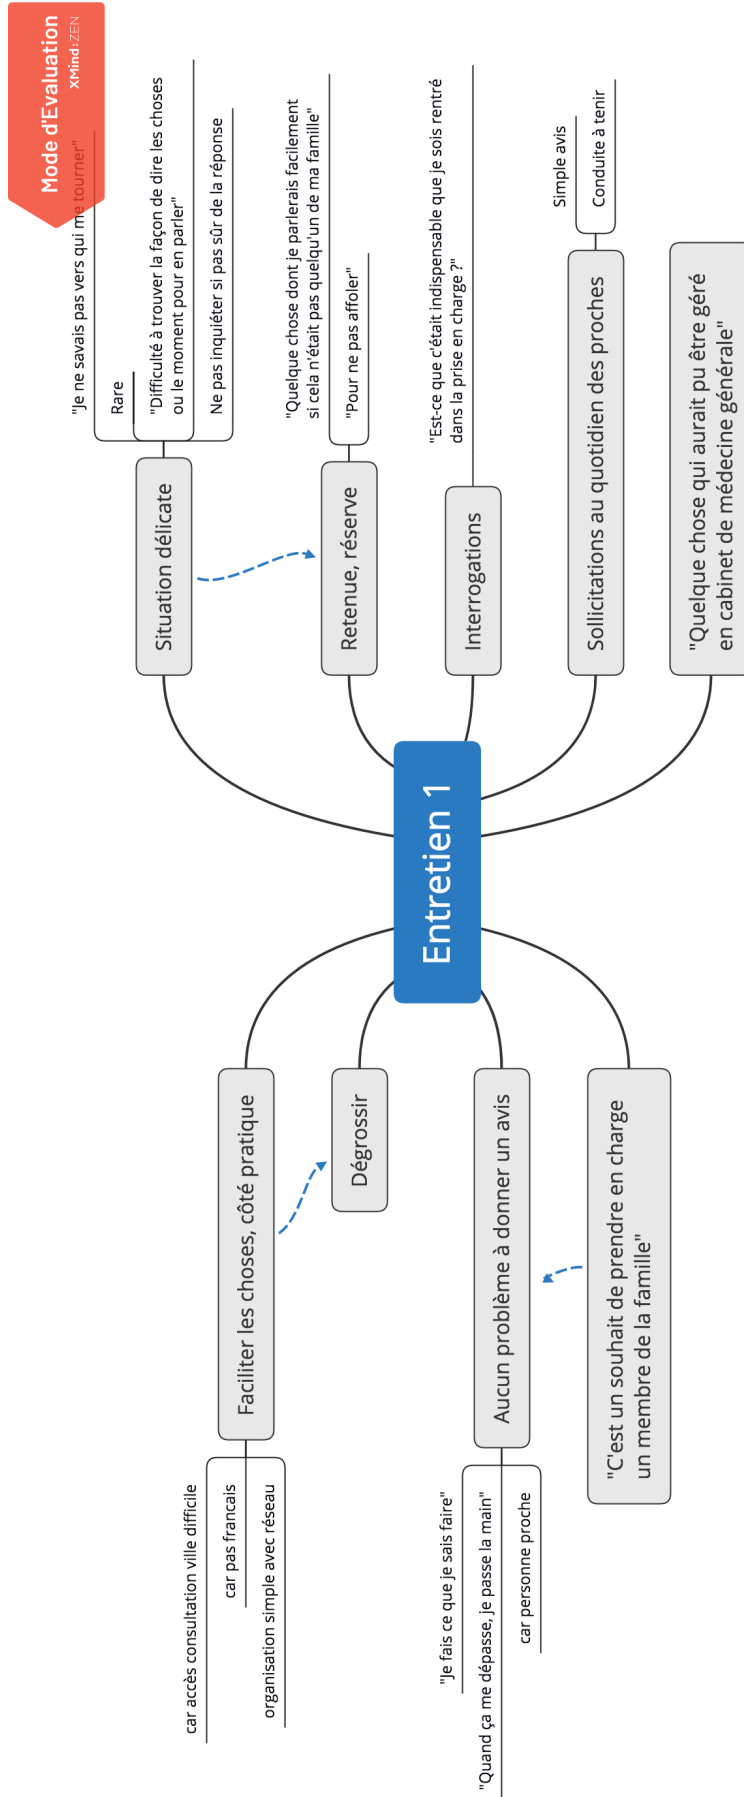 Mode d'Evaluation
XMind:ZEN
Entretien 1
Situation délicate
"Je ne savais pas vers qui me tourner"
Rare
"Difficulté à trouver la façon de dire les choses
ou le moment pour en parler"
Ne pas inquiéter si pas sûr de la réponse
Retenue, réserve
"Quelque chose dont je parlerais facilement
si cela n'était pas quelqu'un de ma famille"
"Pour ne pas affoler"
Interrogations
"Est-ce que c'était indispensable que je sois rentré
dans la prise en charge ?"
Sollicitations au quotidien des proches
Simple avis
Conduite à tenir
"Quelque chose qui aurait pu être géré
en cabinet de médecine générale"
Faciliter les choses, côté pratique
car accès consultation ville difficile
car pas francais
organisation simple avec réseau
Dégrossir
Aucun problème à donner un avis
"Je fais ce que je sais faire"
"Quand ça me dépasse, je passe la main"
car personne proche
"C'est un souhait de prendre en charge
un membre de la famille"